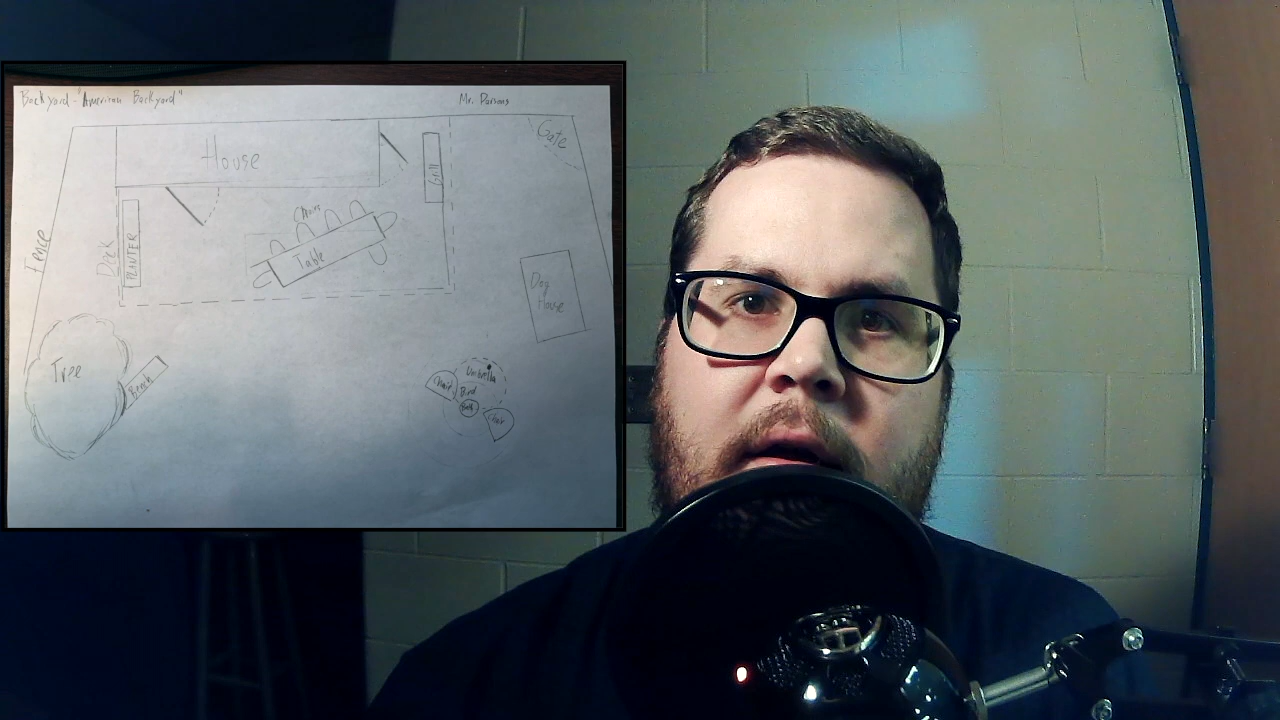 Backyard - "American Backyard"
Mr. Parsons
House
Gate
Grill
Fence
Chairs
Deck
PLANTER
Table
Dog
House
Tree
Bench
Umbrella
Chair
Bird
Bath
Chair